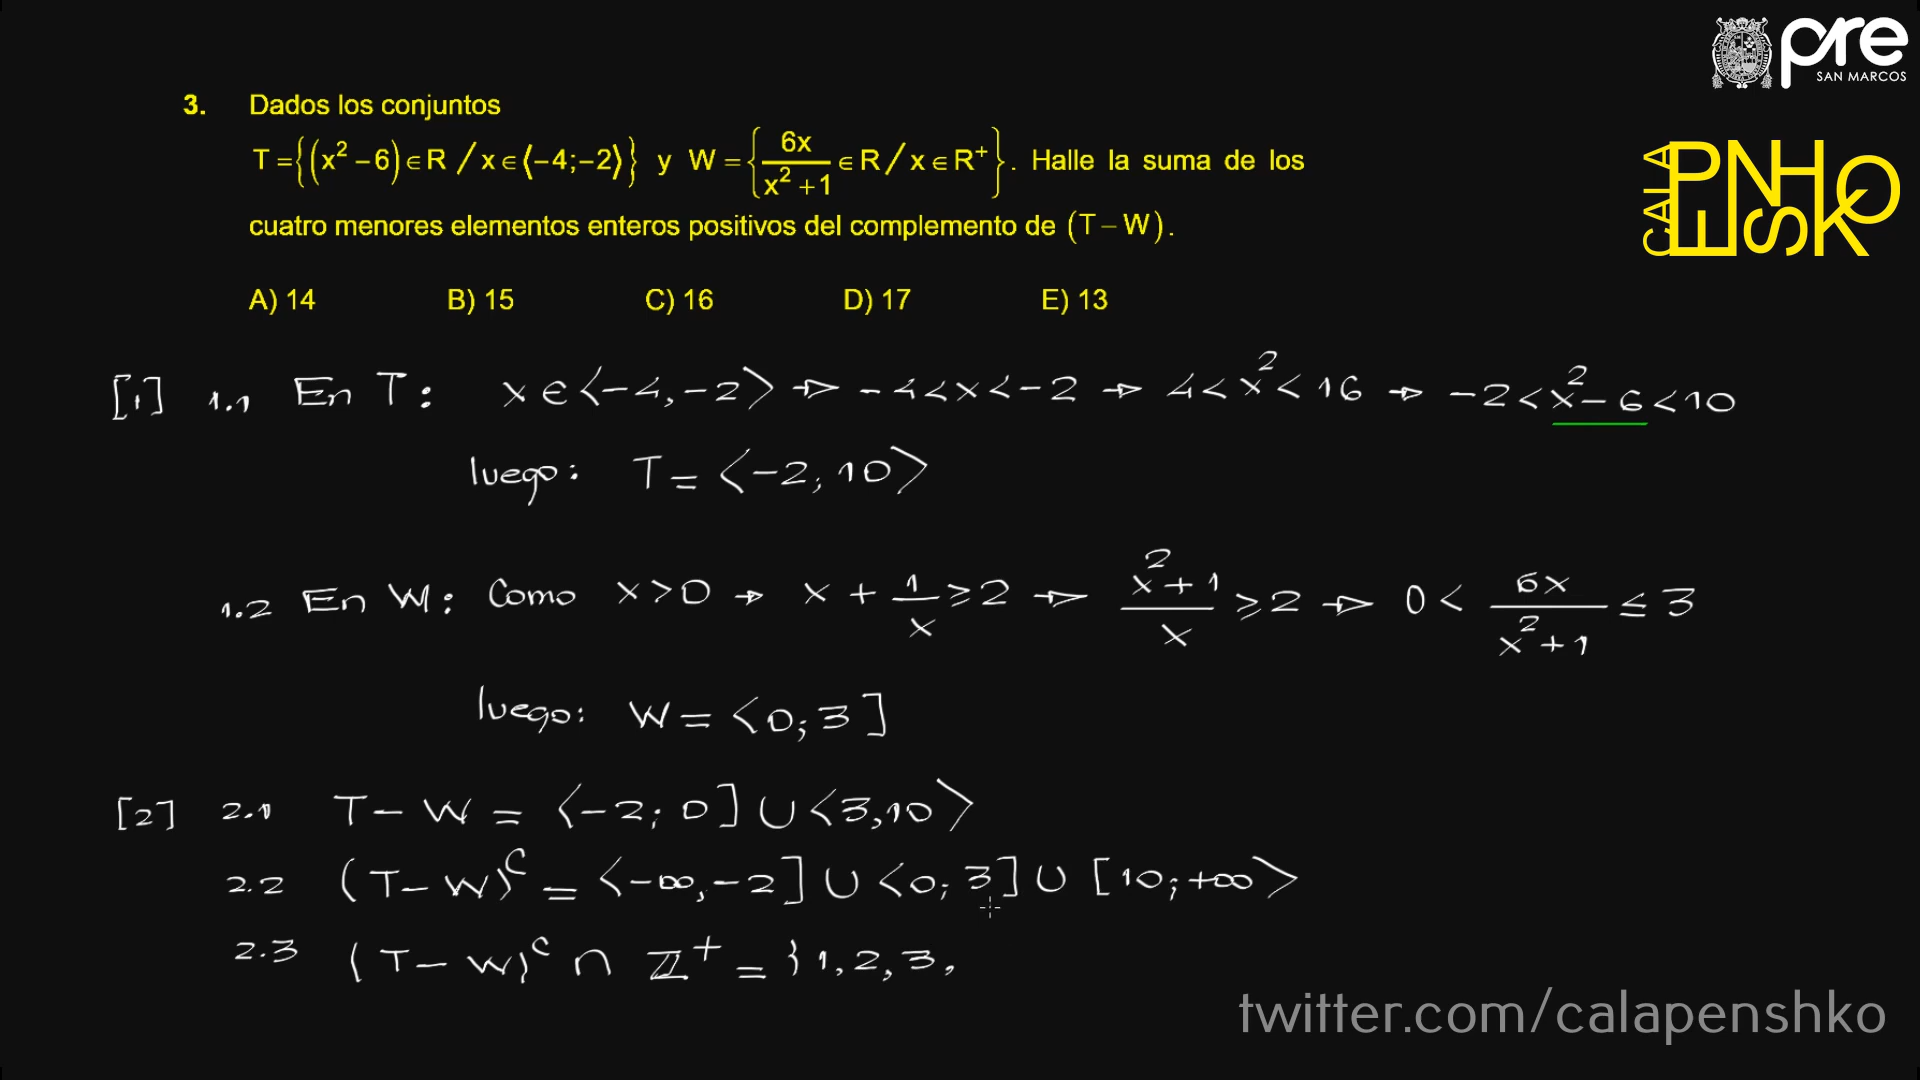 pre
SAN MARCOS
CALA
PENSHKO
3. Dados los conjuntos
T = {(x² − 6) ∈ R / x ∈ ⟨−4; −2⟩} y W = {6x/(x² + 1) ∈ R / x ∈ R⁺}. Halle la suma de los
cuatro menores elementos enteros positivos del complemento de (T − W).
A) 14 B) 15 C) 16 D) 17 E) 13
[1] 1.1 En T: x ∈ ⟨−4, −2⟩ → −4 < x < −2 → 4 < x² < 16 → −2 < x² − 6 < 10
luego: T = ⟨−2, 10⟩
1.2 En W: Como x > 0 → x + 1/x ≥ 2 → (x² + 1)/x ≥ 2 → 0 < 6x/(x² + 1) ≤ 3
luego: W = ⟨0; 3]
[2] 2.1 T − W = ⟨−2; 0] ∪ ⟨3, 10⟩
2.2 (T − W)ᶜ = ⟨−∞, −2] ∪ ⟨0; 3] ∪ [10; +∞⟩
2.3 (T − W)ᶜ ∩ ℤ⁺ = {1, 2, 3,
twitter.com/calapenshko